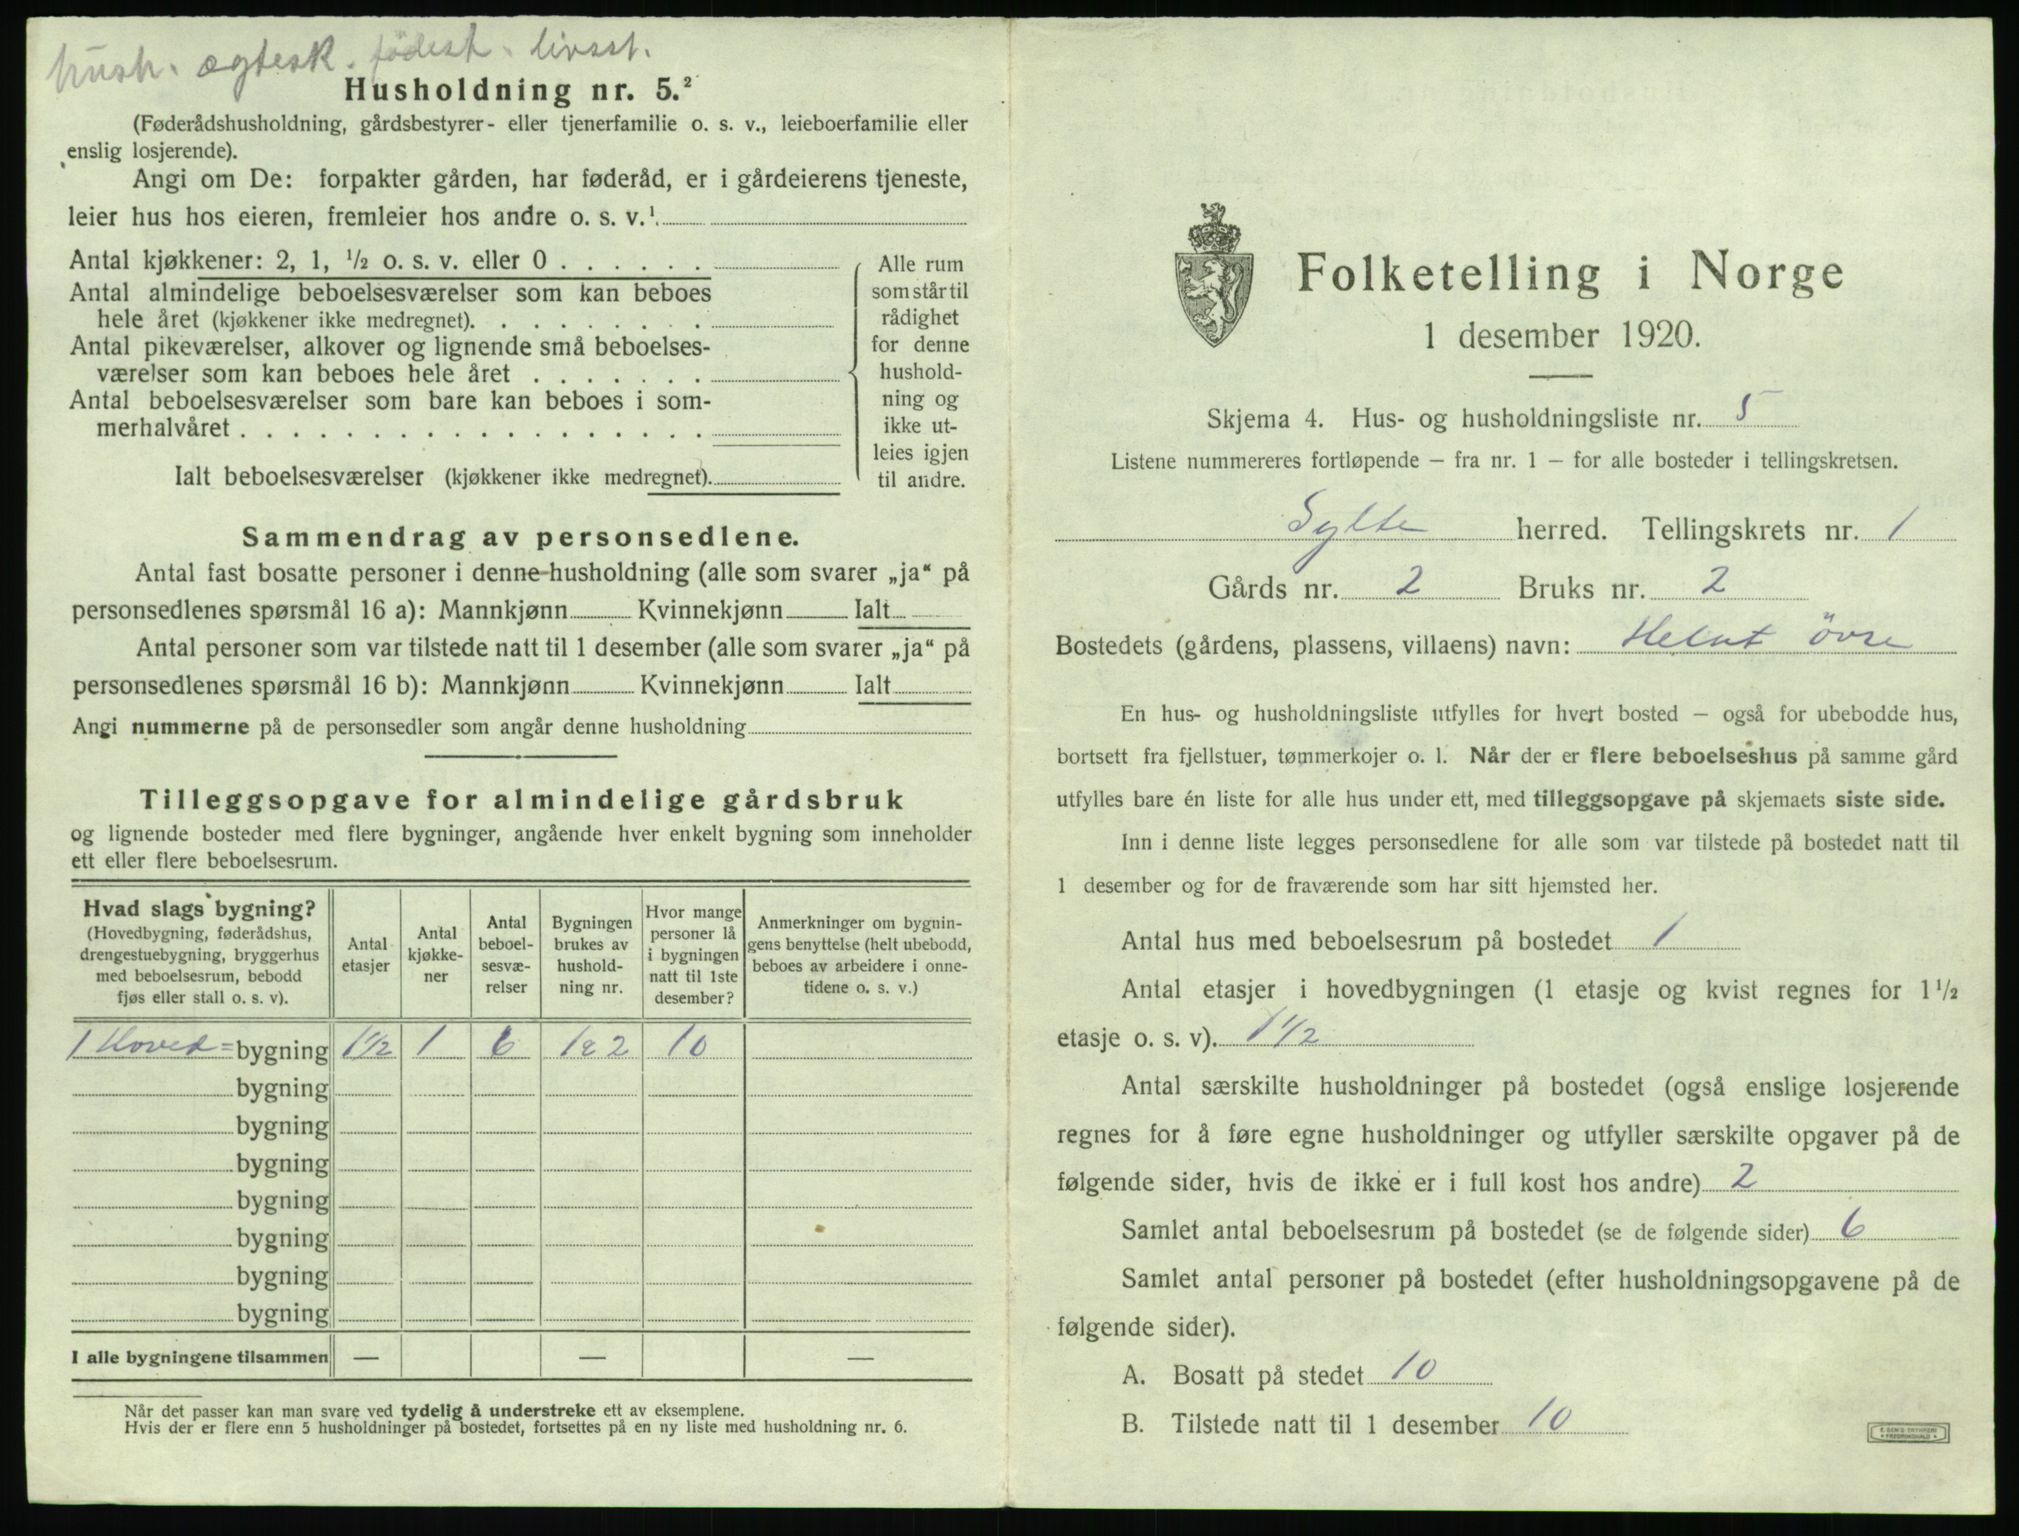 hush. ægtesk. födest. livsst.
Husholdning nr. 5.²
(Føderådshusholdning, gårdsbestyrer- eller tjenerfamilie o. s. v., leieboerfamilie eller
enslig losjerende).
Angi om De: forpakter gården, har føderåd, er i gårdeierens tjeneste,
leier hus hos eieren, fremleier hos andre o. s. v.¹
Antal kjøkkener: 2, 1, ½ o. s. v. eller 0 . . . . . .
Antal almindelige beboelsesværelser som kan beboes
hele året (kjøkkener ikke medregnet). . . . . . . . .
Antal pikeværelser, alkover og lignende små beboelses-
værelser som kan beboes hele året . . . . . . .
Antal beboelsesværelser som bare kan beboes i som-
merhalvåret . . . . . . . . . . . . . . . . . .
Ialt beboelsesværelser (kjøkkener ikke medregnet).
Alle rum
som står til
rådighet
for denne
hushold-
ning og
ikke ut-
leies igjen
til andre.
Sammendrag av personsedlene.
Antal fast bosatte personer i denne husholdning (alle som svarer „ja“ på
personsedlenes spørsmål 16 a): Mannkjønn Kvinnekjønn Ialt
Antal personer som var tilstede natt til 1 desember (alle som svarer „ja“ på
personsedlenes spørsmål 16 b): Mannkjønn Kvinnekjønn Ialt
Angi nummerne på de personsedler som angår denne husholdning
Tilleggsopgave for almindelige gårdsbruk
og lignende bosteder med flere bygninger, angående hver enkelt bygning som inneholder
ett eller flere beboelsesrum.
Hvad slags bygning?
(Hovedbygning, føderådshus,
drengestuebygning, bryggerhus
med beboelsesrum, bebodd
fjøs eller stall o. s. v).
Antal
etasjer
Antal
kjøkke-
ner
Antal
beboel-
sesvæ-
relser
Bygningen
brukes av
hushold-
ning nr.
Hvor mange
personer lå
i bygningen
natt til 1ste
desember?
Anmerkninger om bygnin-
gens benyttelse (helt ubebodd,
beboes av arbeidere i onne-
tidene o. s. v.)
1 Hoved=bygning 1½ 1 6 1 & 2 10
bygning
bygning
bygning
bygning
bygning
bygning
bygning
I alle bygningene tilsammen — — —
Når det passer kan man svare ved tydelig å understreke ett av eksemplene.
Hvis der er flere enn 5 husholdninger på bostedet, fortsettes på en ny liste med husholdning nr. 6.
Folketelling i Norge
1 desember 1920.
Skjema 4. Hus- og husholdningsliste nr. 5
Listene nummereres fortløpende – fra nr. 1 – for alle bosteder i tellingskretsen.
Sylte herred. Tellingskrets nr. 1
Gårds nr. 2 Bruks nr. 2
Bostedets (gårdens, plassens, villaens) navn: övre
En hus- og husholdningsliste utfylles for hvert bosted – også for ubebodde hus,
bortsett fra fjellstuer, tømmerkojer o. l. Når der er flere beboelseshus på samme gård
utfylles bare én liste for alle hus under ett, med tilleggsopgave på skjemaets siste side.
Inn i denne liste legges personsedlene for alle som var tilstede på bostedet natt til
1 desember og for de fraværende som har sitt hjemsted her.
Antal hus med beboelsesrum på bostedet 1
Antal etasjer i hovedbygningen (1 etasje og kvist regnes for 1½
etasje o. s. v). 1½
Antal særskilte husholdninger på bostedet (også enslige losjerende
regnes for å føre egne husholdninger og utfyller særskilte opgaver på de
følgende sider, hvis de ikke er i full kost hos andre) 2
Samlet antal beboelsesrum på bostedet (se de følgende sider) 6
Samlet antal personer på bostedet (efter husholdningsopgavene på de
følgende sider).
A. Bosatt på stedet 10
B. Tilstede natt til 1 desember 10